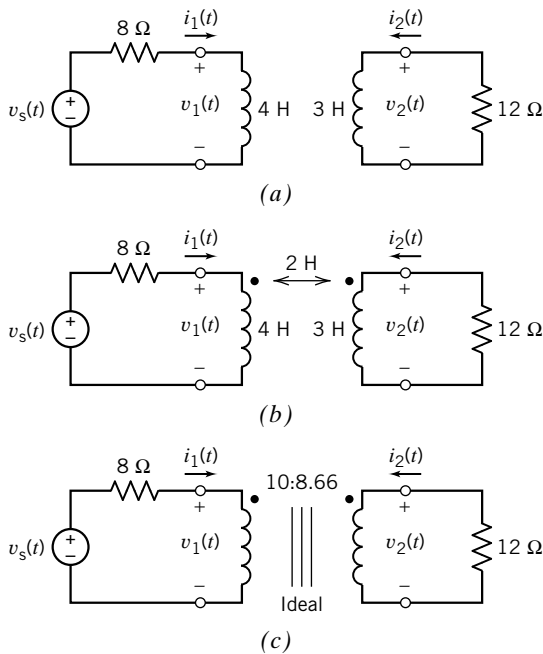 8 Ω i₁(t) i₂(t)
+ +
vₛ(t) + − v₁(t) 4 H 3 H v₂(t) 12 Ω
− −
(a)
8 Ω i₁(t) 2 H i₂(t)
+ +
vₛ(t) + − v₁(t) 4 H 3 H v₂(t) 12 Ω
− −
(b)
8 Ω i₁(t) 10:8.66 i₂(t)
+ +
vₛ(t) + − v₁(t) v₂(t) 12 Ω
− −
Ideal
(c)